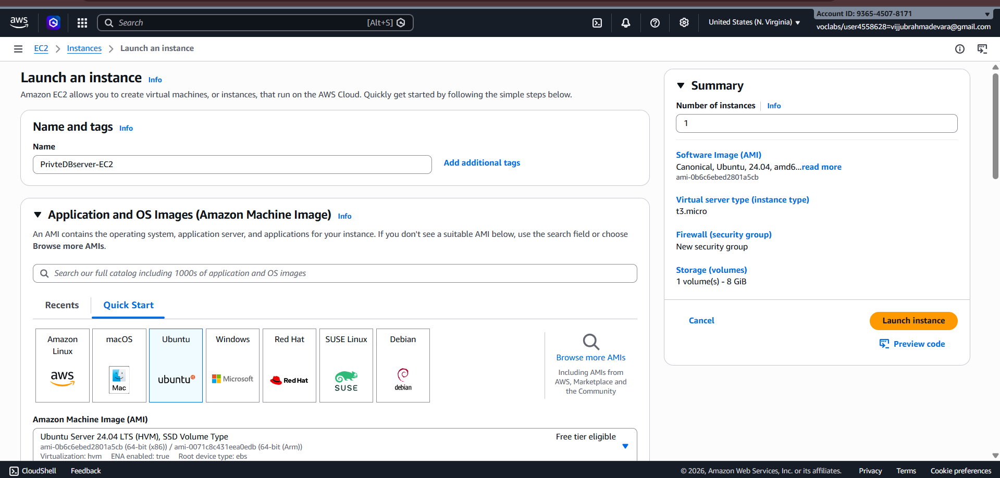 aws
Search
[Alt+S]
United States (N. Virginia)
Account ID: 9365-4507-8171
voclabs/user4558628=vijjubrahmadevara@gmail.com
EC2
Instances
Launch an instance
Launch an instance Info
Amazon EC2 allows you to create virtual machines, or instances, that run on the AWS Cloud. Quickly get started by following the simple steps below.
Name and tags Info
Name
PrivteDBserver-EC2
Add additional tags
Application and OS Images (Amazon Machine Image) Info
An AMI contains the operating system, application server, and applications for your instance. If you don't see a suitable AMI below, use the search field or choose
Browse more AMIs.
Search our full catalog including 1000s of application and OS images
Recents
Quick Start
Amazon
Linux
aws
macOS
Mac
Ubuntu
ubuntu
Windows
Microsoft
Red Hat
Red Hat
SUSE Linux
SUSE
Debian
debian
Browse more AMIs
Including AMIs from
AWS, Marketplace and
the Community
Amazon Machine Image (AMI)
Ubuntu Server 24.04 LTS (HVM), SSD Volume Type
Free tier eligible
ami-0b6c6ebed2801a5cb (64-bit (x86)) / ami-0071c8c431eea0edb (64-bit (Arm))
Virtualization: hvm ENA enabled: true Root device type: ebs
Summary
Number of instances Info
1
Software Image (AMI)
Canonical, Ubuntu, 24.04, amd6...read more
ami-0b6c6ebed2801a5cb
Virtual server type (instance type)
t3.micro
Firewall (security group)
New security group
Storage (volumes)
1 volume(s) - 8 GiB
Cancel
Launch instance
Preview code
CloudShell
Feedback
© 2026, Amazon Web Services, Inc. or its affiliates.
Privacy
Terms
Cookie preferences